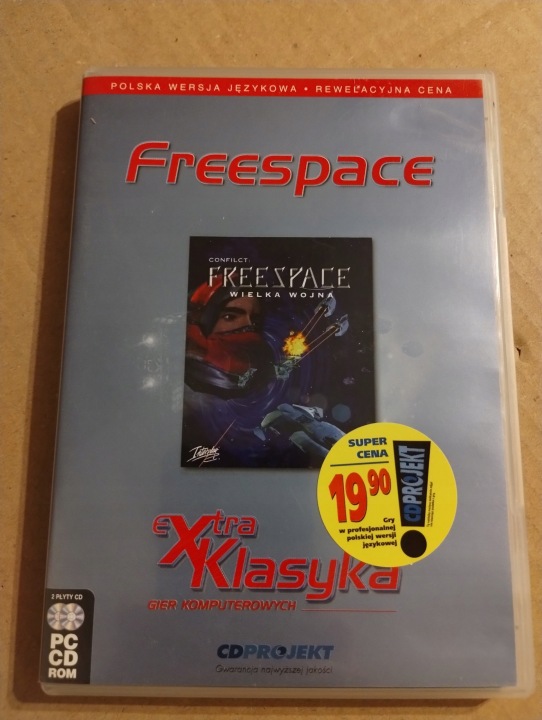 POLSKA WERSJA JĘZYKOWA • REWELACYJNA CENA
Freespace
CONFLICT:
FREESPACE
WIELKA WOJNA
Interplay
SUPER
CENA
19 90
CDPROJEKT
Gry
w profesjonalnej
polskiej wersji
językowej
eXtra
Klasyka
GIER KOMPUTEROWYCH
2 PŁYTY CD
PC
CD
ROM
CDPROJEKT
Gwarancja najwyższej jakości